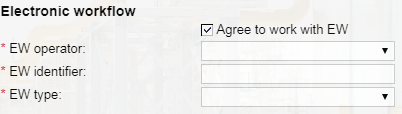 Electronic workflow
Agree to work with EW
* EW operator:
* EW identifier:
* EW type: